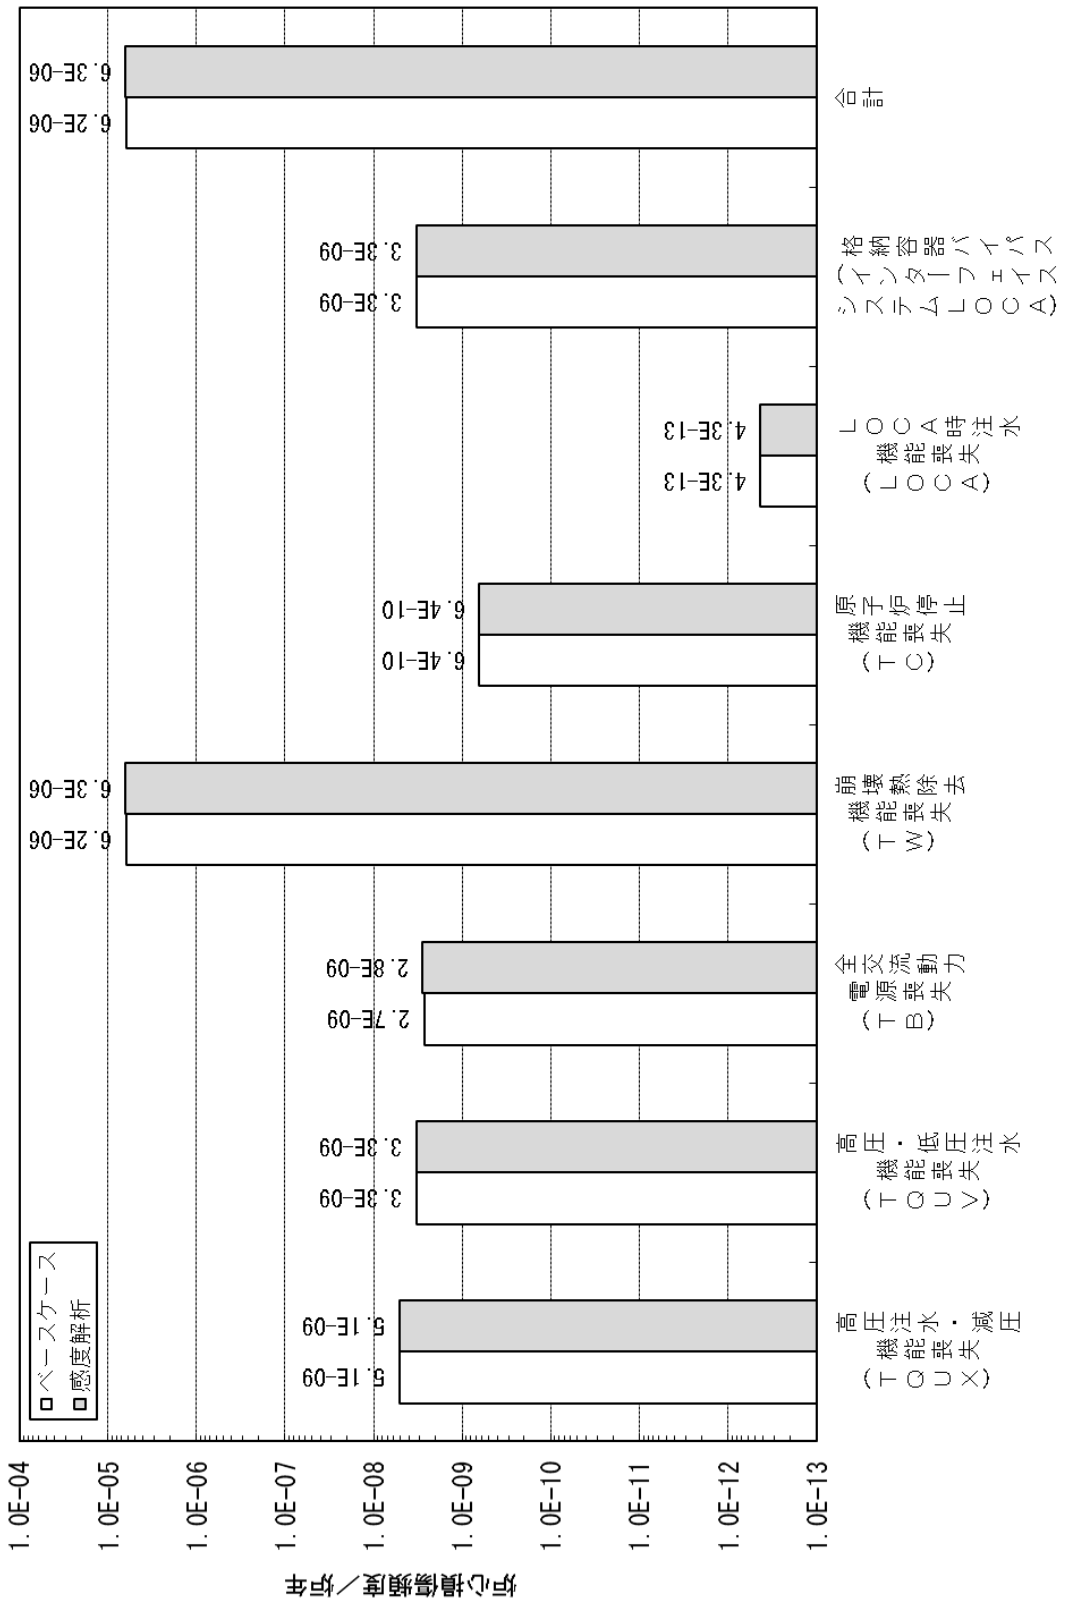 炉心損傷頻度／炉年
1.0E-04
1.0E-05
1.0E-06
1.0E-07
1.0E-08
1.0E-09
1.0E-10
1.0E-11
1.0E-12
1.0E-13
ベースケース
感度解析
5.1E-09
5.1E-09
3.3E-09
3.3E-09
2.7E-09
2.8E-09
6.2E-06
6.3E-06
6.4E-10
6.4E-10
4.3E-13
4.3E-13
3.3E-09
3.3E-09
6.2E-06
6.3E-06
高圧注水・減圧
機能喪失
(TQUX)
高圧・低圧注水
機能喪失
(TQUV)
全交流動力
電源喪失
(TB)
崩壊熱除去
機能喪失
(TW)
原子炉停止
機能喪失
(TC)
LOCA時注水
機能喪失
(LOCA)
格納容器バイパス
(インターフェイス
システムLOCA)
合計